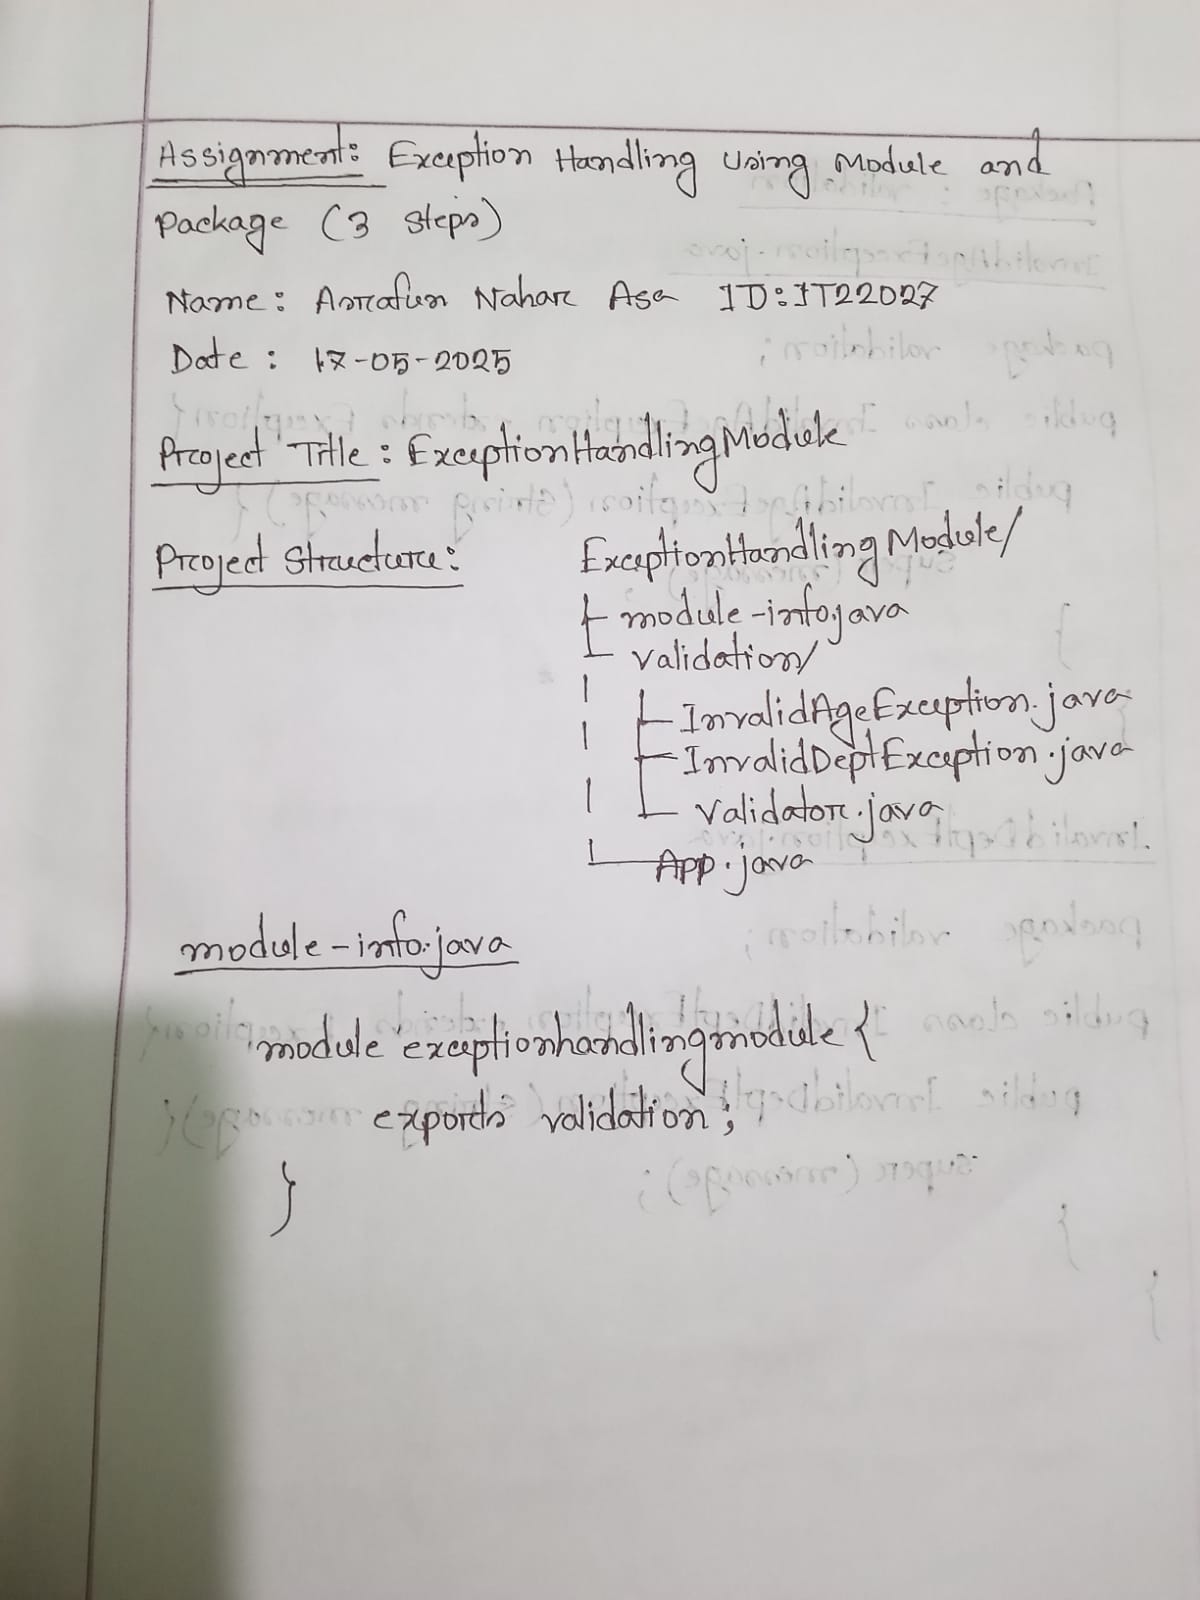 Assignment: Exception Handling Using Module and
Package (3 steps)
Name: Asrafun Nahar Asa ID: IT22027
Date: 17-05-2025
Project Title: ExceptionHandlingModule
Project Structure: ExceptionHandlingModule/
├ module-info.java
└ validation/
| ├ InvalidAgeException.java
| ├ InvalidDeptException.java
| └ Validator.java
└ App.java
module-info.java
module exceptionhandlingmodule {
exports validation;
}